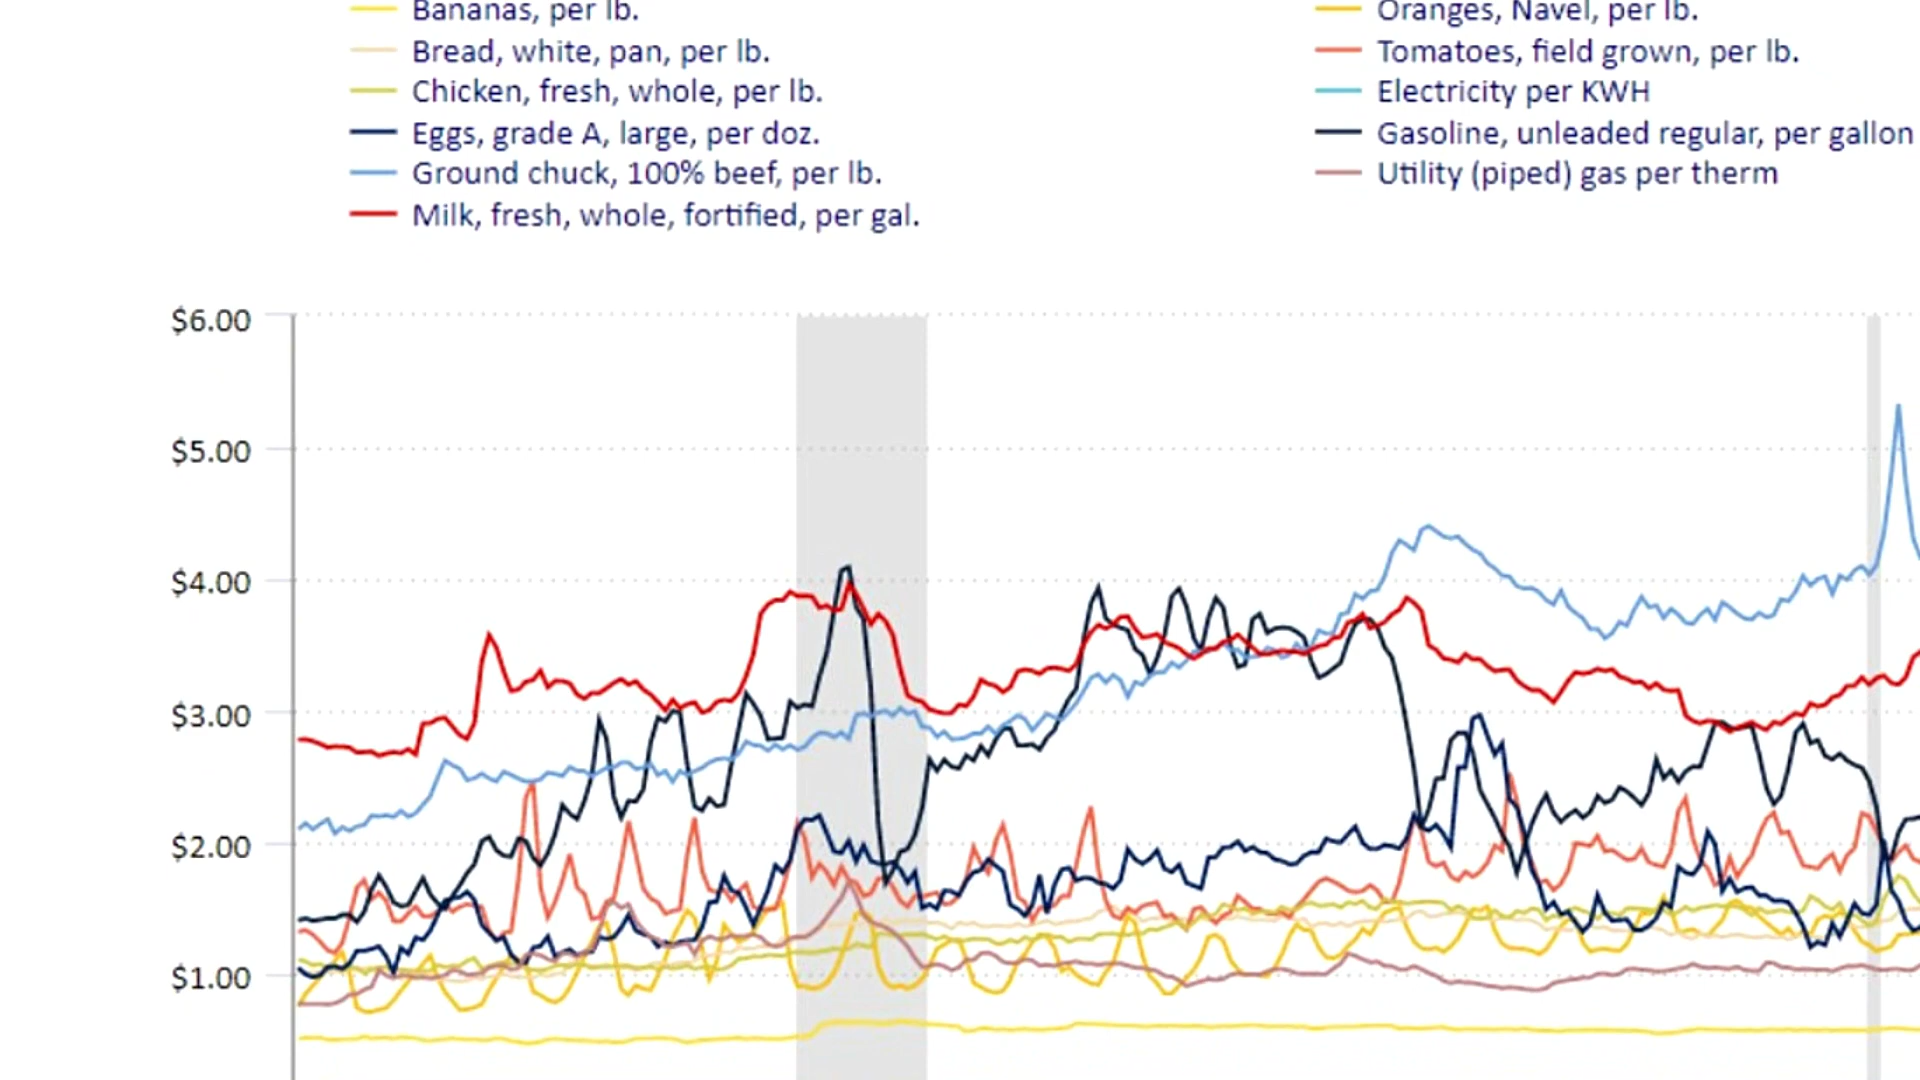 Bananas, per lb.
Bread, white, pan, per lb.
Chicken, fresh, whole, per lb.
Eggs, grade A, large, per doz.
Ground chuck, 100% beef, per lb.
Milk, fresh, whole, fortified, per gal.
Oranges, Navel, per lb.
Tomatoes, field grown, per lb.
Electricity per KWH
Gasoline, unleaded regular, per gallon
Utility (piped) gas per therm
$6.00
$5.00
$4.00
$3.00
$2.00
$1.00